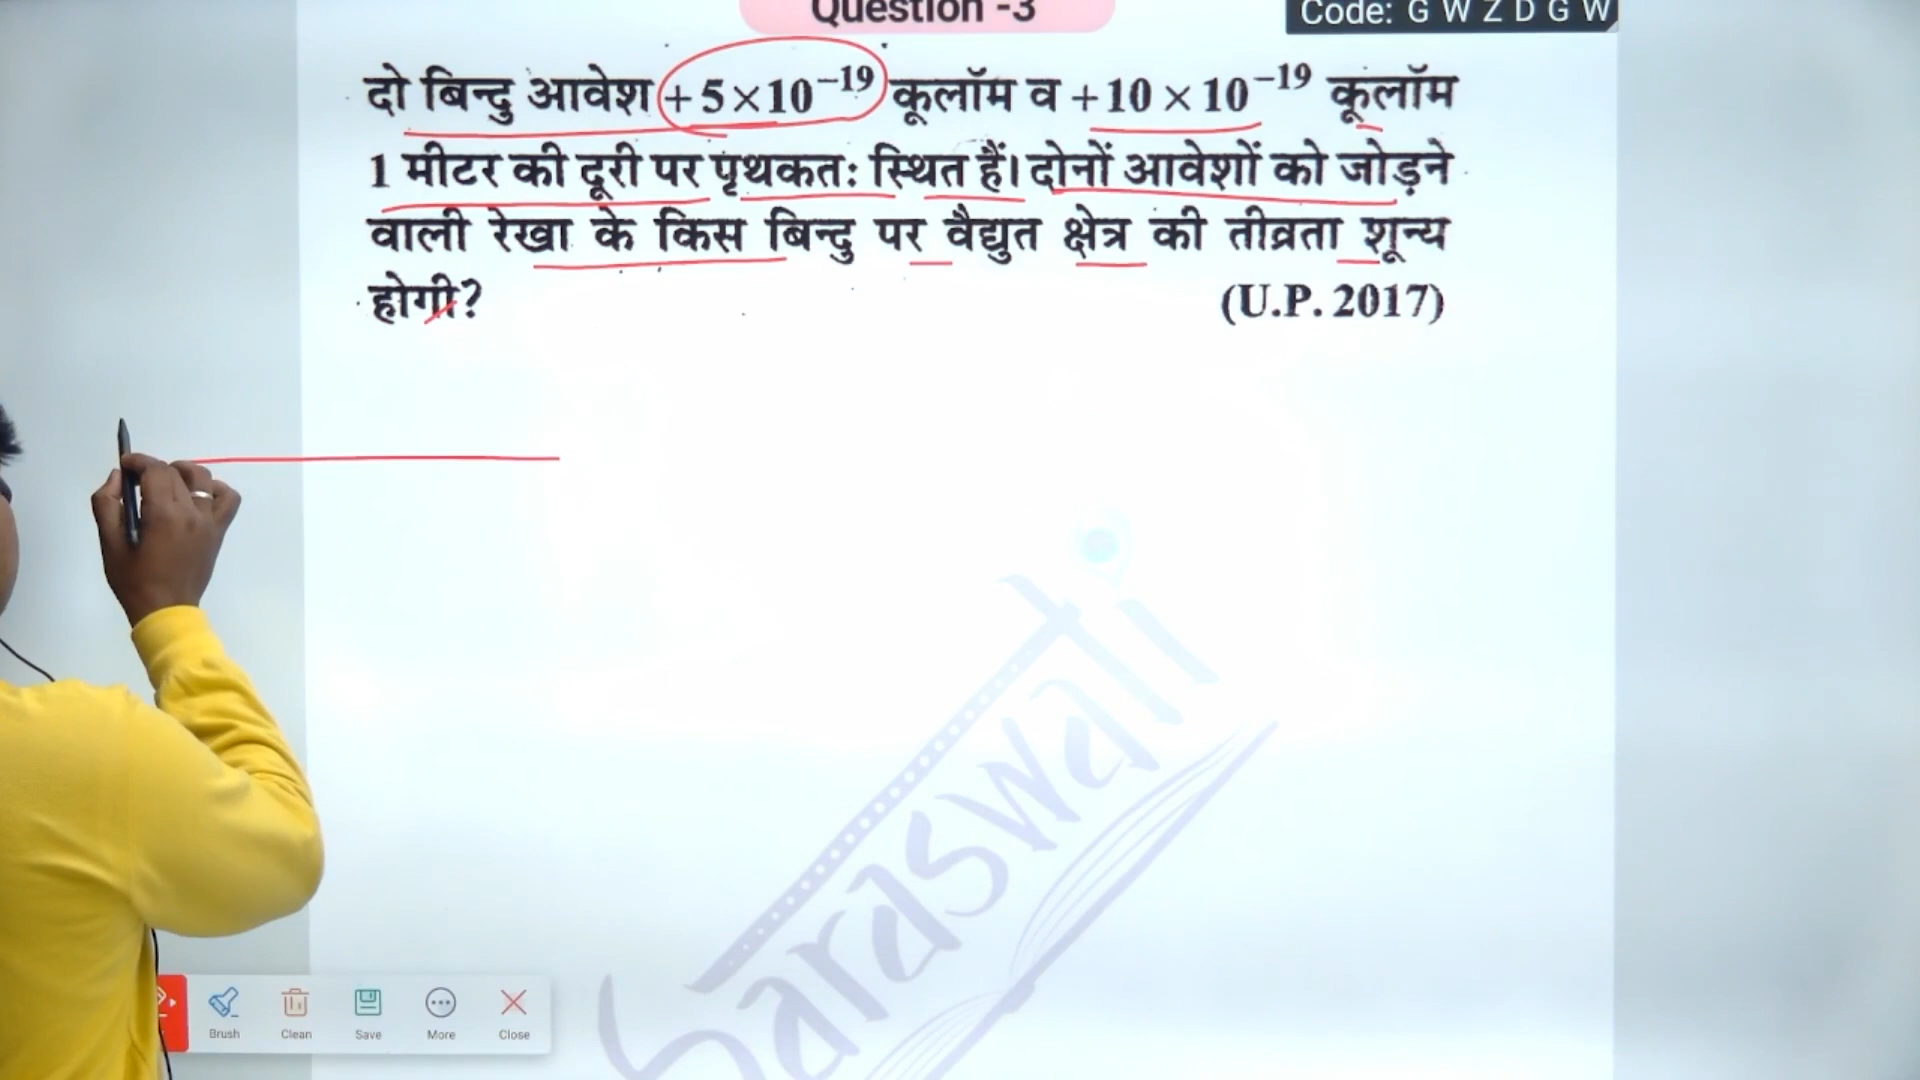 Question -3
Code: G W Z D G W
दो बिन्दु आवेश +5×10⁻¹⁹ कूलॉम व +10 × 10⁻¹⁹ कूलॉम
1 मीटर की दूरी पर पृथकतः स्थित हैं। दोनों आवेशों को जोड़ने
वाली रेखा के किस बिन्दु पर वैद्युत क्षेत्र की तीव्रता शून्य
होगी? (U.P. 2017)
Saraswati
Brush Clean Save More Close